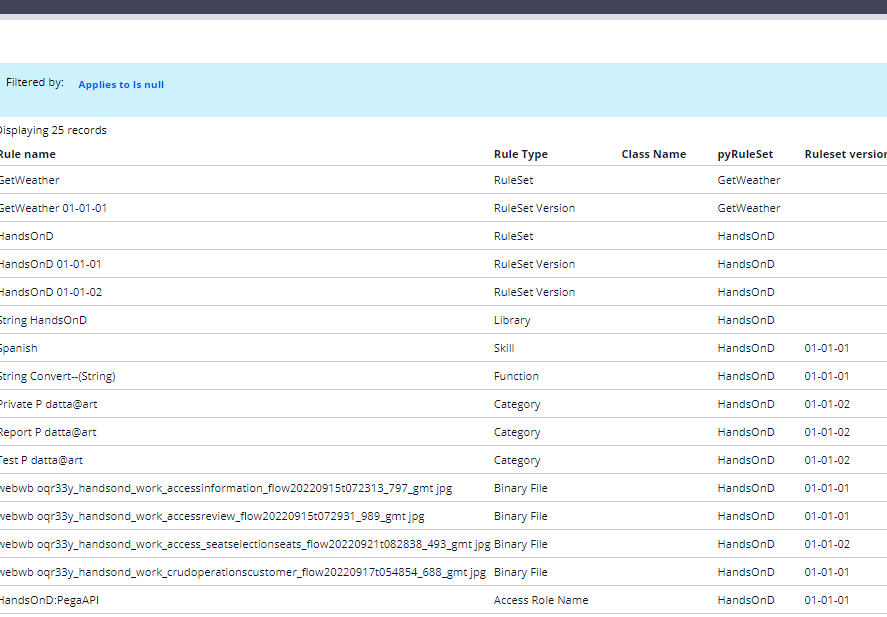 Filtered by: Applies to Is null
Displaying 25 records
Rule name Rule Type Class Name pyRuleSet Ruleset version
GetWeather RuleSet GetWeather
GetWeather 01-01-01 RuleSet Version GetWeather
HandsOnD RuleSet HandsOnD
HandsOnD 01-01-01 RuleSet Version HandsOnD
HandsOnD 01-01-02 RuleSet Version HandsOnD
String HandsOnD Library HandsOnD
Spanish Skill HandsOnD 01-01-01
String Convert--(String) Function HandsOnD 01-01-01
Private P datta@art Category HandsOnD 01-01-02
Report P datta@art Category HandsOnD 01-01-02
Test P datta@art Category HandsOnD 01-01-02
webwb oqr33y_handsond_work_accessinformation_flow20220915t072313_797_gmt jpg Binary File HandsOnD 01-01-01
webwb oqr33y_handsond_work_accessreview_flow20220915t072931_989_gmt jpg Binary File HandsOnD 01-01-01
webwb oqr33y_handsond_work_access_seatselectionseats_flow20220921t082838_493_gmt jpg Binary File HandsOnD 01-01-02
webwb oqr33y_handsond_work_crudoperationscustomer_flow20220917t054854_688_gmt jpg Binary File HandsOnD 01-01-01
HandsOnD:PegaAPI Access Role Name HandsOnD 01-01-01